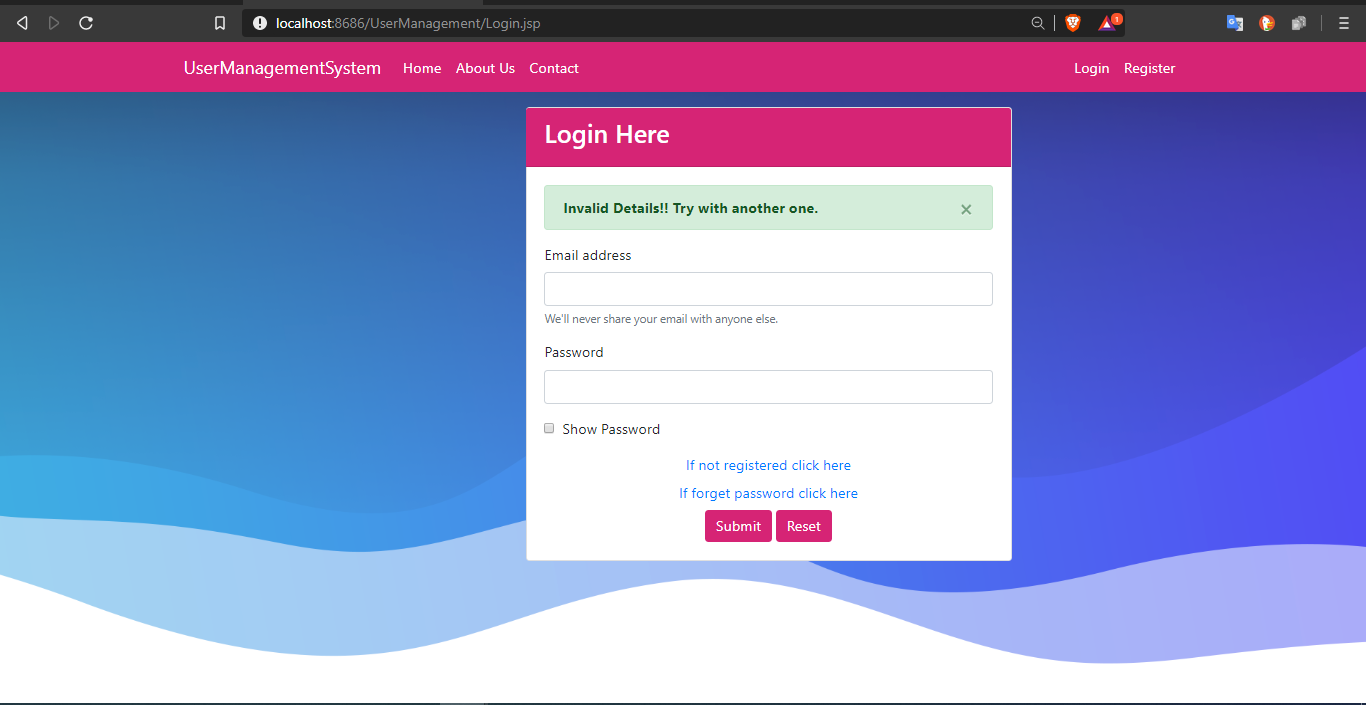 localhost:8686/UserManagement/Login.jsp
1
UserManagementSystem Home About Us Contact Login Register
Login Here
Invalid Details!! Try with another one. ×
Email address
We'll never share your email with anyone else.
Password
Show Password
If not registered click here
If forget password click here
Submit Reset